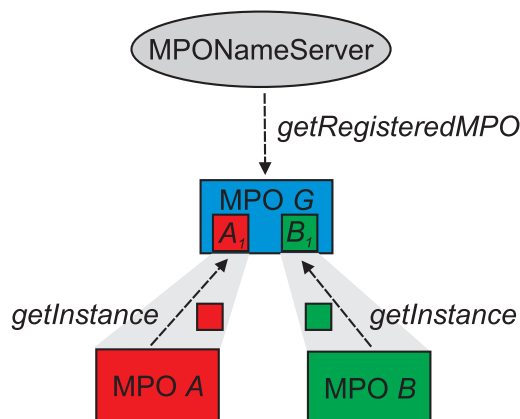 MPONameServer
getRegisteredMPO
MPO G
A1 B1
getInstance getInstance
MPO A MPO B